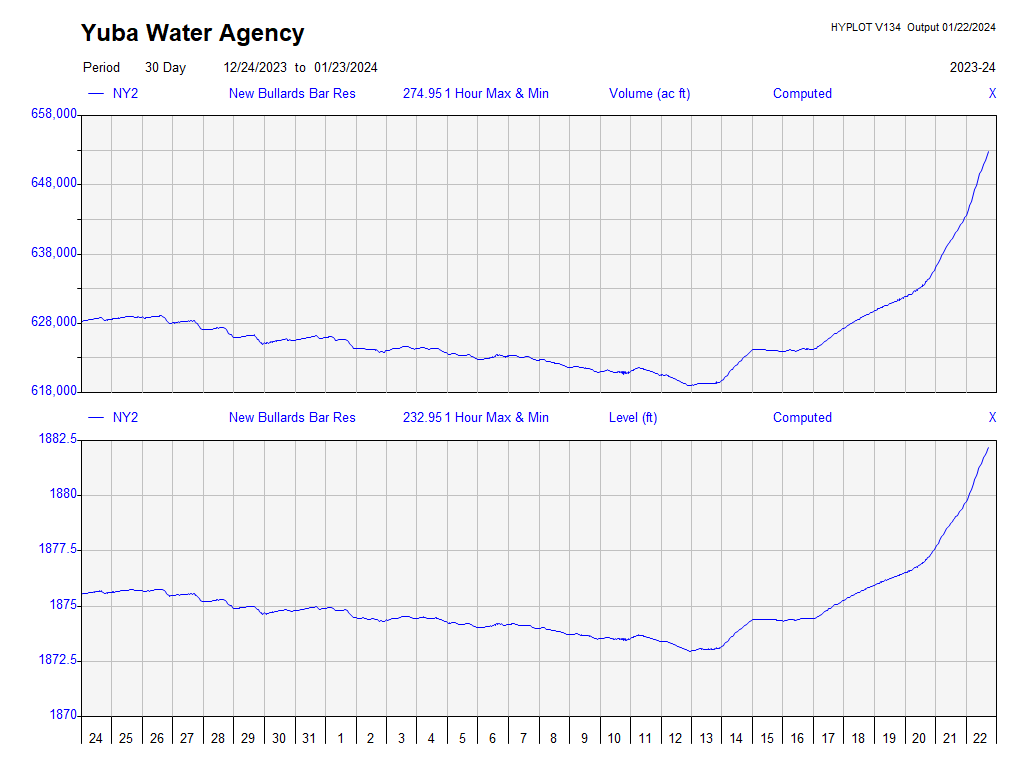 Yuba Water Agency
HYPLOT V134 Output 01/22/2024
Period 30 Day 12/24/2023 to 01/23/2024 2023-24
NY2 New Bullards Bar Res 274.95 1 Hour Max & Min Volume (ac ft) Computed X
658,000
648,000
638,000
628,000
618,000
NY2 New Bullards Bar Res 232.95 1 Hour Max & Min Level (ft) Computed X
1882.5
1880
1877.5
1875
1872.5
1870
24 25 26 27 28 29 30 31 1 2 3 4 5 6 7 8 9 10 11 12 13 14 15 16 17 18 19 20 21 22